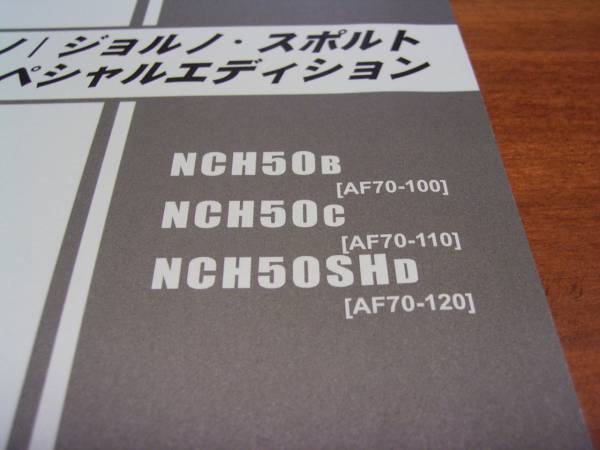 ノ/ジョルノ・スポルト
ペシャルエディション
NCH50B
[AF70-100]
NCH50C
[AF70-110]
NCH50SHD
[AF70-120]